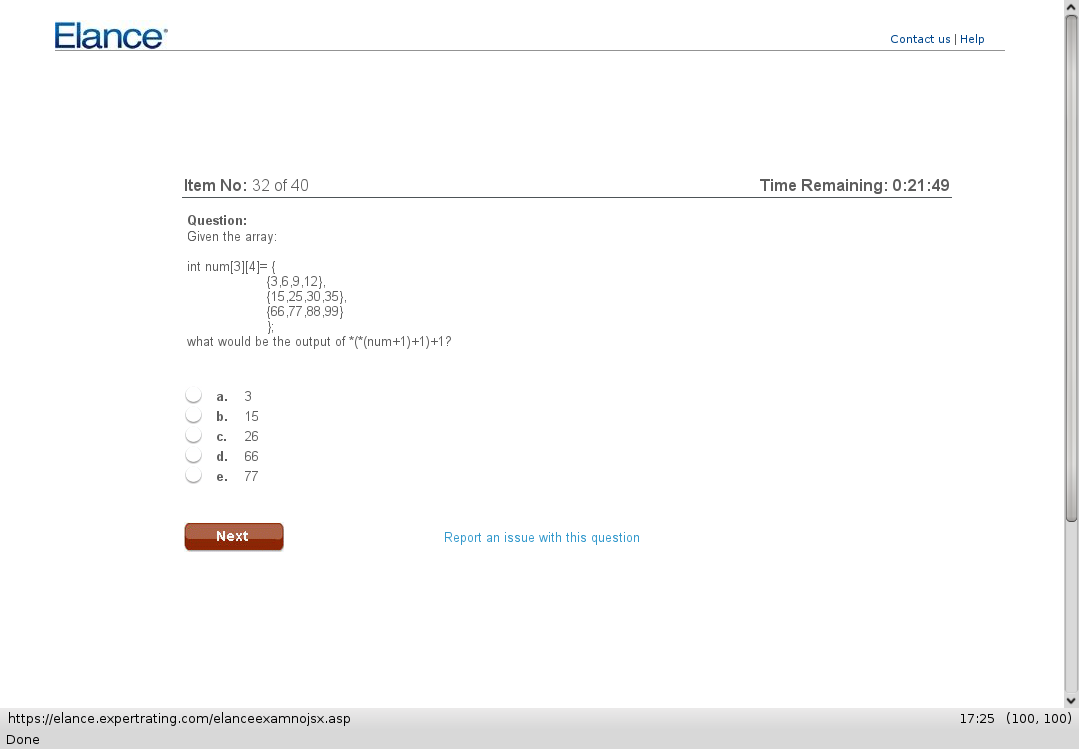 Elance
Contact us | Help
Item No: 32 of 40
Time Remaining: 0:21:49
Question:
Given the array:
int num[3][4]= {
{3,6,9,12},
{15,25,30,35},
{66,77,88,99}
};
what would be the output of *(*(num+1)+1)+1?
a. 3
b. 15
c. 26
d. 66
e. 77
Next
Report an issue with this question
https://elance.expertrating.com/elanceexamnojsx.asp
17:25 (100, 100)
Done